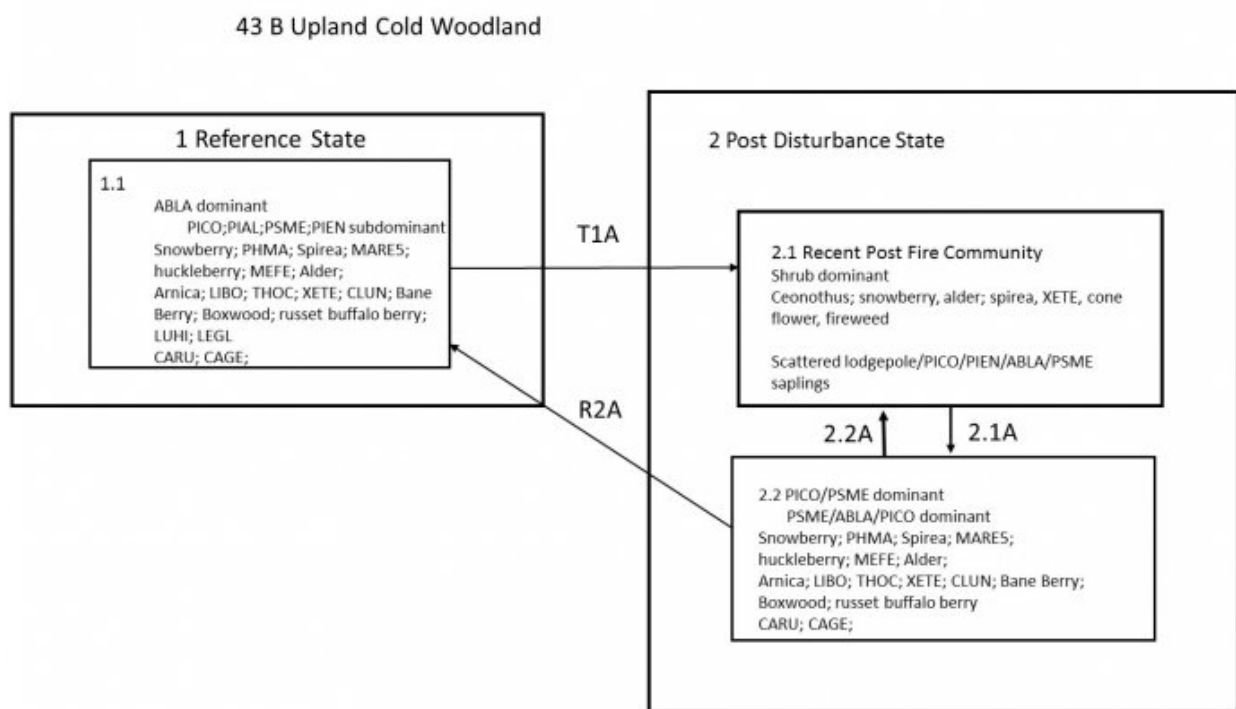 43 B Upland Cold Woodland
1 Reference State
1.1
ABLA dominant
PICO;PIAL;PSME;PIEN subdominant
Snowberry; PHMA; Spirea; MARE5;
huckleberry; MEFE; Alder;
Arnica; LIBO; THOC; XETE; CLUN; Bane
Berry; Boxwood; russet buffalo berry;
LUHI; LEGL
CARU; CAGE;
T1A
R2A
2 Post Disturbance State
2.1 Recent Post Fire Community
Shrub dominant
Ceonothus; snowberry, alder; spirea, XETE, cone
flower, fireweed
Scattered lodgepole/PICO/PIEN/ABLA/PSME
saplings
2.2A
2.1A
2.2 PICO/PSME dominant
PSME/ABLA/PICO dominant
Snowberry; PHMA; Spirea; MARE5;
huckleberry; MEFE; Alder;
Arnica; LIBO; THOC; XETE; CLUN; Bane Berry;
Boxwood; russet buffalo berry
CARU; CAGE;